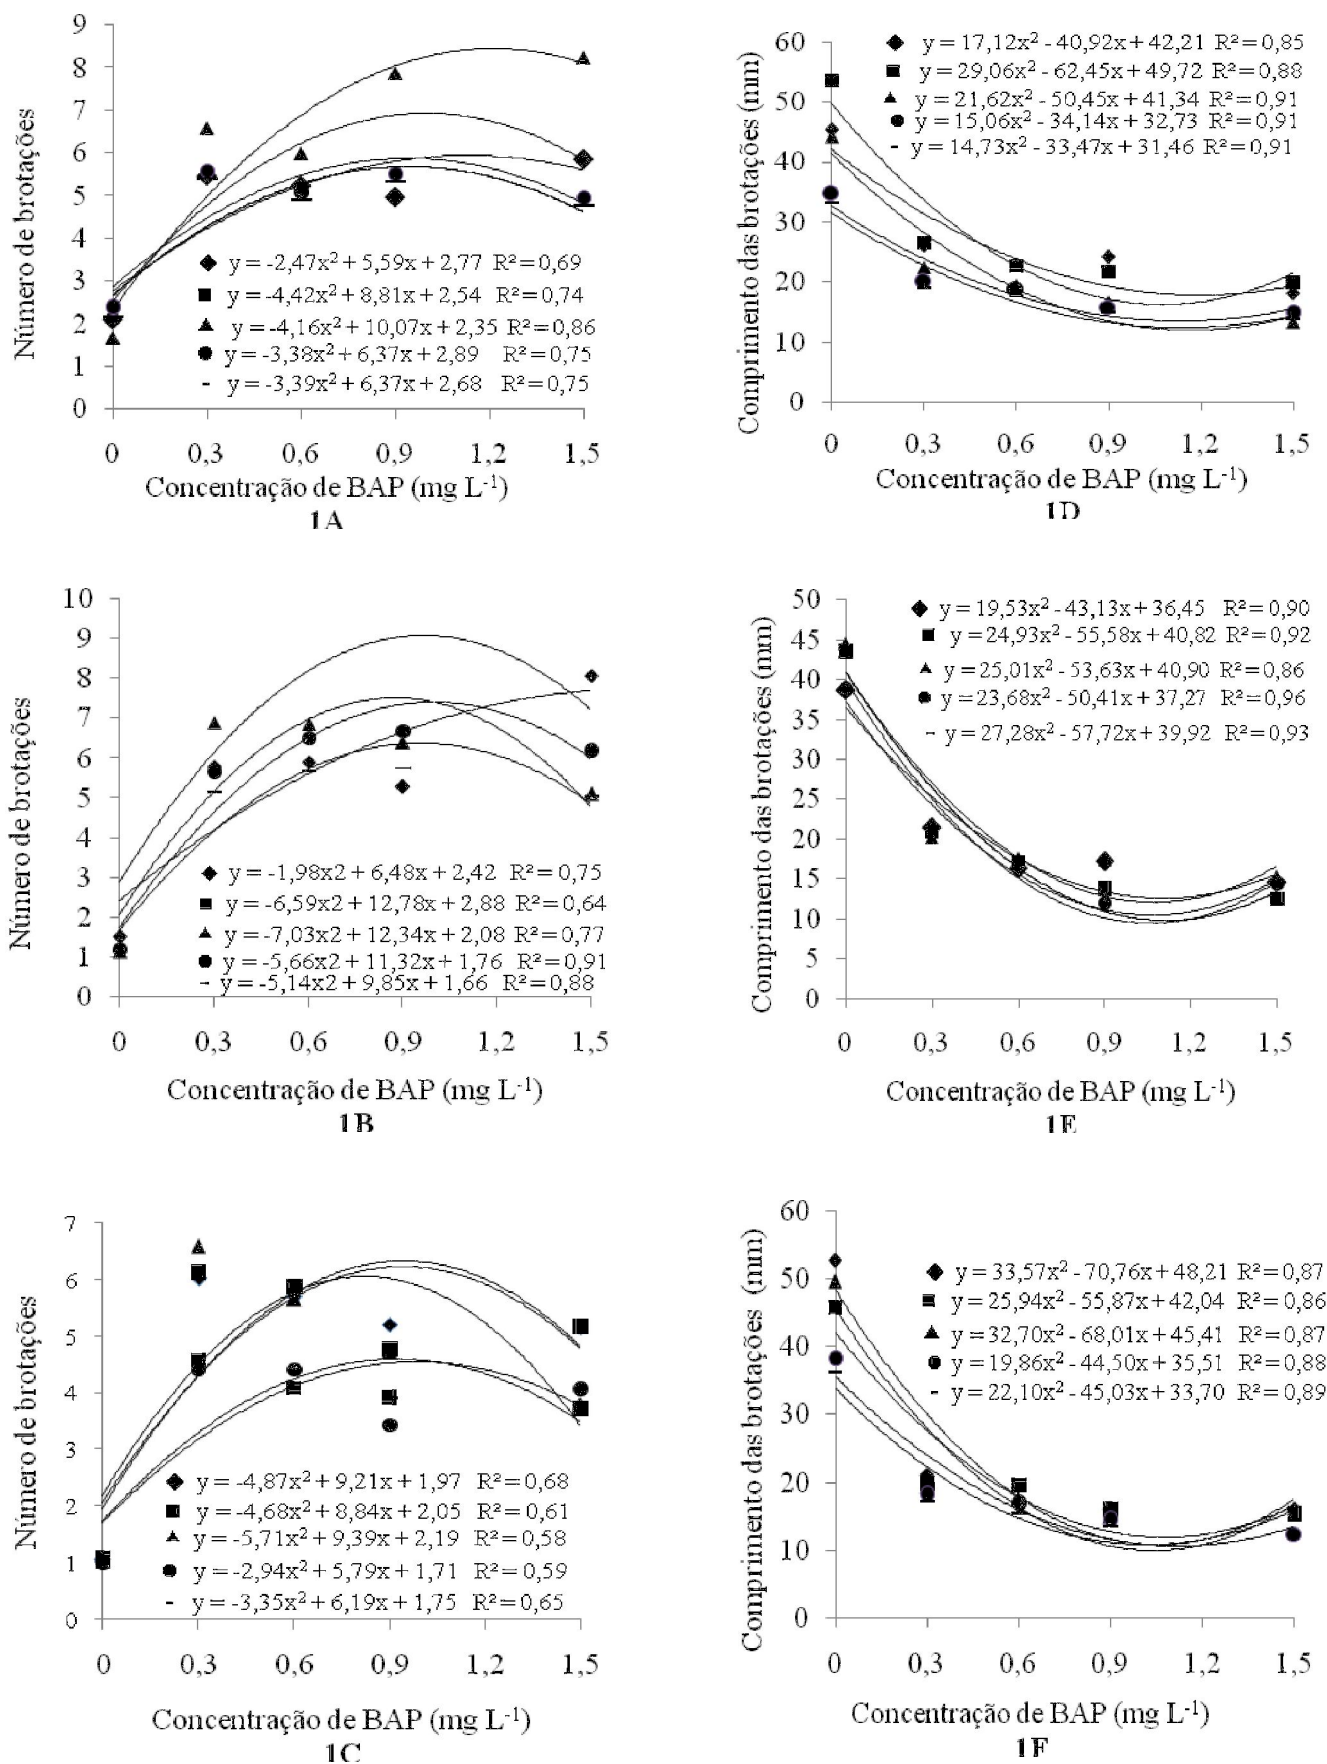 Número de brotações
9
8
7
6
5
4
3
2
1
0
y = -2,47x² + 5,59x + 2,77 R² = 0,69
y = -4,42x² + 8,81x + 2,54 R² = 0,74
y = -4,16x² + 10,07x + 2,35 R² = 0,86
y = -3,38x² + 6,37x + 2,89 R² = 0,75
y = -3,39x² + 6,37x + 2,68 R² = 0,75
0 0,3 0,6 0,9 1,2 1,5
Concentração de BAP (mg L-1)
1A
Comprimento das brotações (mm)
60
50
40
30
20
10
0
y = 17,12x² - 40,92x + 42,21 R² = 0,85
y = 29,06x² - 62,45x + 49,72 R² = 0,88
y = 21,62x² - 50,45x + 41,34 R² = 0,91
y = 15,06x² - 34,14x + 32,73 R² = 0,91
y = 14,73x² - 33,47x + 31,46 R² = 0,91
0 0,3 0,6 0,9 1,2 1,5
Concentração de BAP (mg L-1)
1D
Número de brotações
10
9
8
7
6
5
4
3
2
1
0
y = -1,98x2 + 6,48x + 2,42 R² = 0,75
y = -6,59x2 + 12,78x + 2,88 R² = 0,64
y = -7,03x2 + 12,34x + 2,08 R² = 0,77
y = -5,66x2 + 11,32x + 1,76 R² = 0,91
y = -5,14x2 + 9,85x + 1,66 R² = 0,88
0 0,3 0,6 0,9 1,2 1,5
Concentração de BAP (mg L-1)
1B
Comprimento das brotações (mm)
50
45
40
35
30
25
20
15
10
5
0
y = 19,53x² - 43,13x + 36,45 R² = 0,90
y = 24,93x² - 55,58x + 40,82 R² = 0,92
y = 25,01x² - 53,63x + 40,90 R² = 0,86
y = 23,68x² - 50,41x + 37,27 R² = 0,96
y = 27,28x² - 57,72x + 39,92 R² = 0,93
0 0,3 0,6 0,9 1,2 1,5
Concentração de BAP (mg L-1)
1E
Número de brotações
7
6
5
4
3
2
1
0
y = -4,87x² + 9,21x + 1,97 R² = 0,68
y = -4,68x² + 8,84x + 2,05 R² = 0,61
y = -5,71x² + 9,39x + 2,19 R² = 0,58
y = -2,94x² + 5,79x + 1,71 R² = 0,59
y = -3,35x² + 6,19x + 1,75 R² = 0,65
0 0,3 0,6 0,9 1,2 1,5
Concentração de BAP (mg L-1)
1C
Comprimento das brotações (mm)
60
50
40
30
20
10
0
y = 33,57x² - 70,76x + 48,21 R² = 0,87
y = 25,94x² - 55,87x + 42,04 R² = 0,86
y = 32,70x² - 68,01x + 45,41 R² = 0,87
y = 19,86x² - 44,50x + 35,51 R² = 0,88
y = 22,10x² - 45,03x + 33,70 R² = 0,89
0 0,3 0,6 0,9 1,2 1,5
Concentração de BAP (mg L-1)
1F